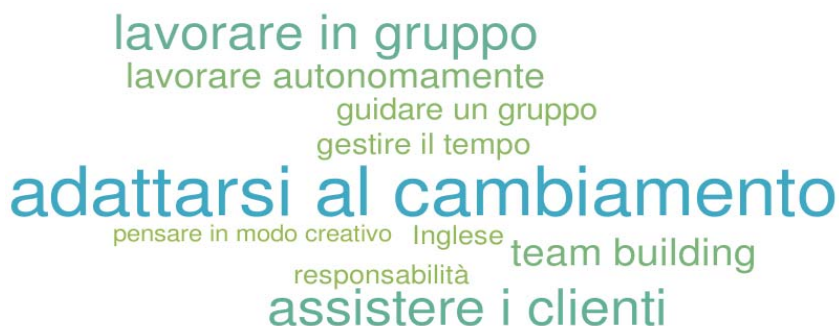 lavorare in gruppo
lavorare autonomamente
guidare un gruppo
gestire il tempo
adattarsi al cambiamento
pensare in modo creativo
Inglese
team building
responsabilità
assistere i clienti